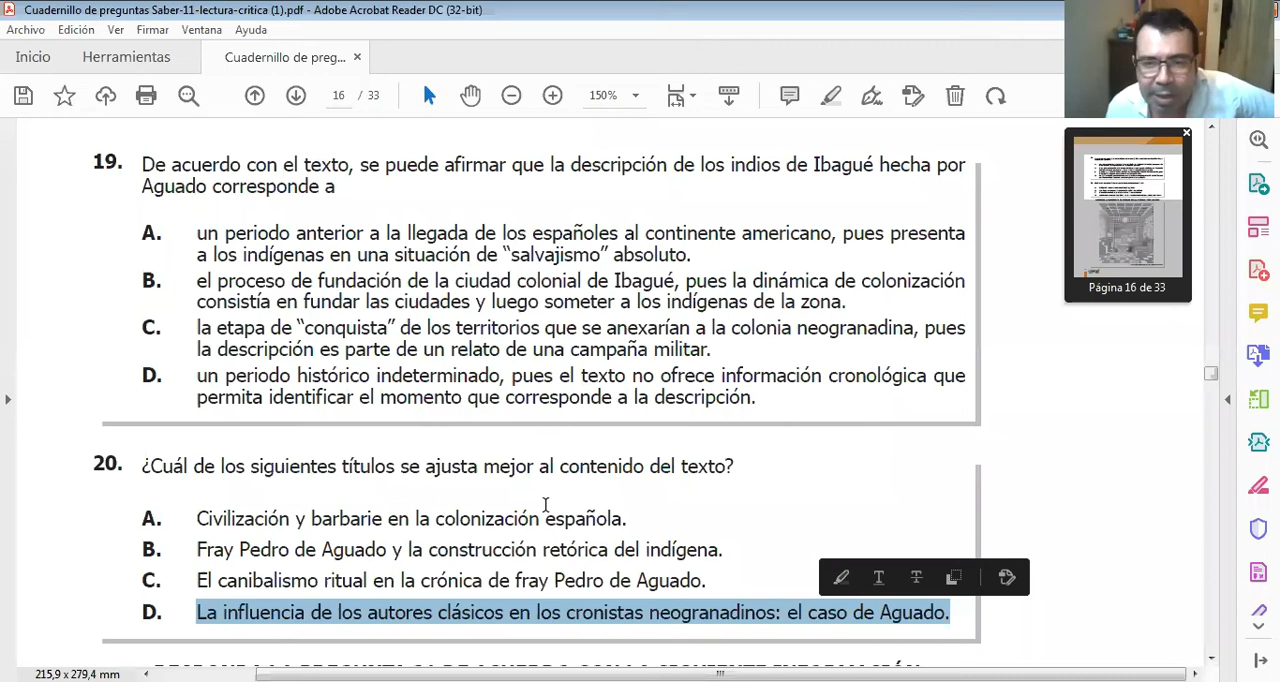 Cuadernillo de preguntas Saber-11-lectura-critica (1).pdf - Adobe Acrobat Reader DC (32-bit)
Archivo Edición Ver Firmar Ventana Ayuda
Inicio Herramientas Cuadernillo de preg... ×
16 / 33 150%
19. De acuerdo con el texto, se puede afirmar que la descripción de los indios de Ibagué hecha por
Aguado corresponde a
A. un periodo anterior a la llegada de los españoles al continente americano, pues presenta
a los indígenas en una situación de “salvajismo” absoluto.
B. el proceso de fundación de la ciudad colonial de Ibagué, pues la dinámica de colonización
consistía en fundar las ciudades y luego someter a los indígenas de la zona.
C. la etapa de “conquista” de los territorios que se anexarían a la colonia neogranadina, pues
la descripción es parte de un relato de una campaña militar.
D. un periodo histórico indeterminado, pues el texto no ofrece información cronológica que
permita identificar el momento que corresponde a la descripción.
20. ¿Cuál de los siguientes títulos se ajusta mejor al contenido del texto?
A. Civilización y barbarie en la colonización española.
B. Fray Pedro de Aguado y la construcción retórica del indígena.
C. El canibalismo ritual en la crónica de fray Pedro de Aguado.
D. La influencia de los autores clásicos en los cronistas neogranadinos: el caso de Aguado.
Página 16 de 33
215,9 x 279,4 mm